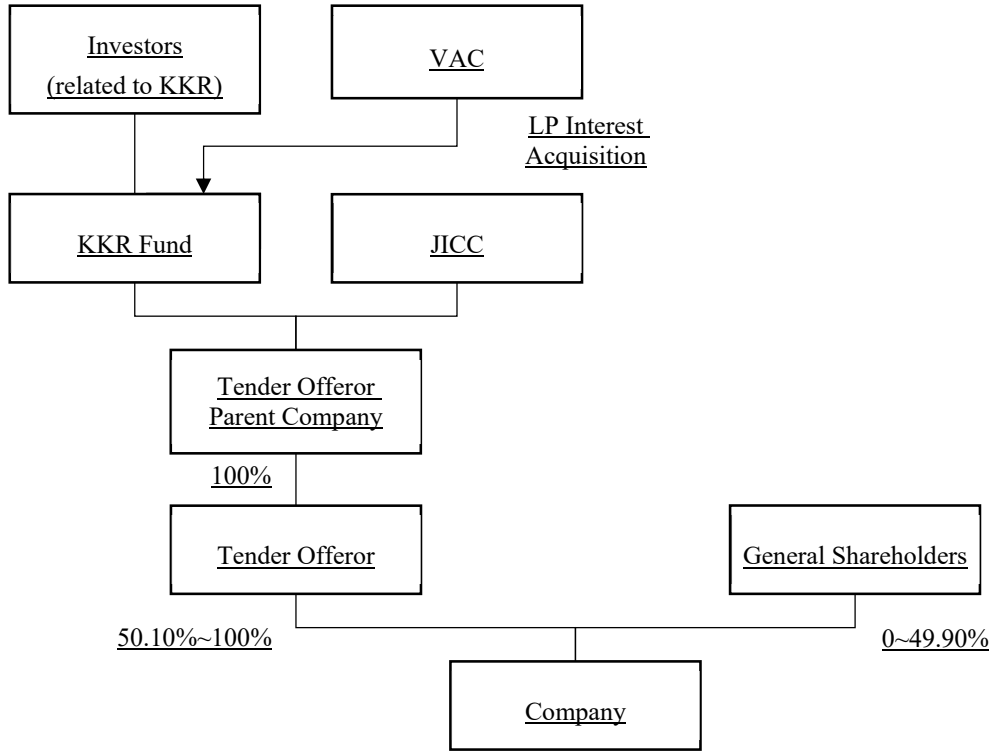 Investors
(related to KKR)
VAC
LP Interest
Acquisition
KKR Fund
JICC
Tender Offeror
Parent Company
100%
Tender Offeror
General Shareholders
50.10%~100%
0~49.90%
Company